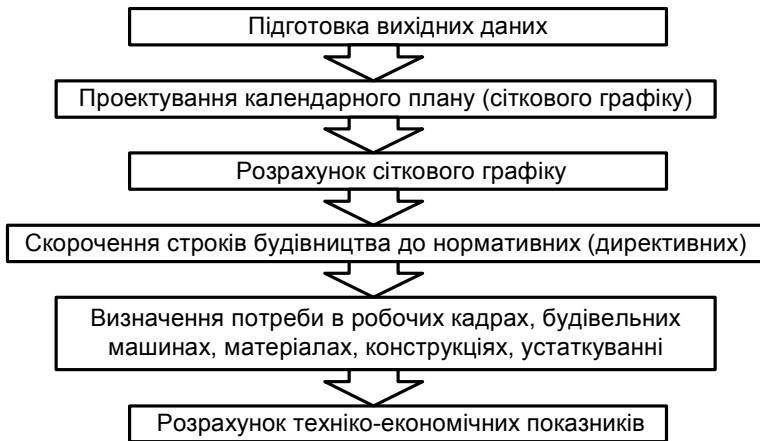 Підготовка вихідних даних
Проектування календарного плану (сіткового графіку)
Розрахунок сіткового графіку
Скорочення строків будівництва до нормативних (директивних)
Визначення потреби в робочих кадрах, будівельних
машинах, матеріалах, конструкціях, устаткуванні
Розрахунок техніко-економічних показників